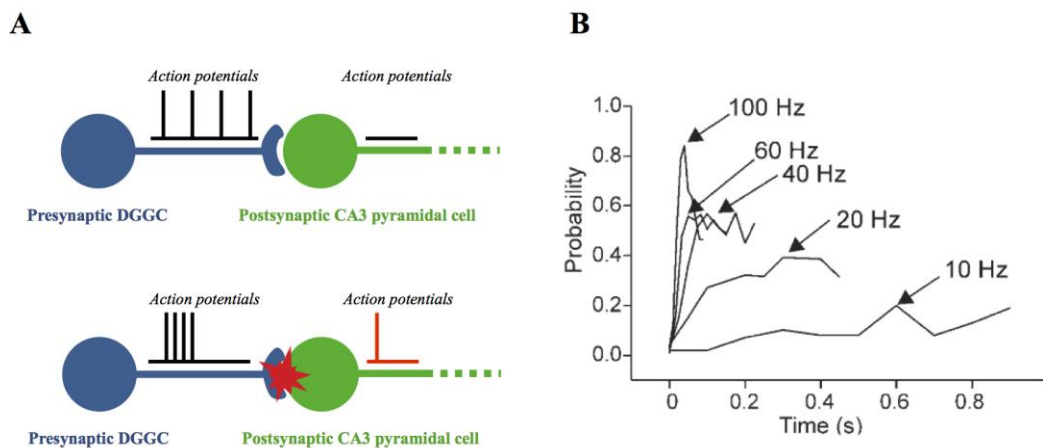 A
Action potentials Action potentials
Presynaptic DGGC Postsynaptic CA3 pyramidal cell
Action potentials Action potentials
Presynaptic DGGC Postsynaptic CA3 pyramidal cell
B
Probability
1.0
0.8
0.6
0.4
0.2
0.0
100 Hz
60 Hz
40 Hz
20 Hz
10 Hz
0 0.2 0.4 0.6 0.8
Time (s)